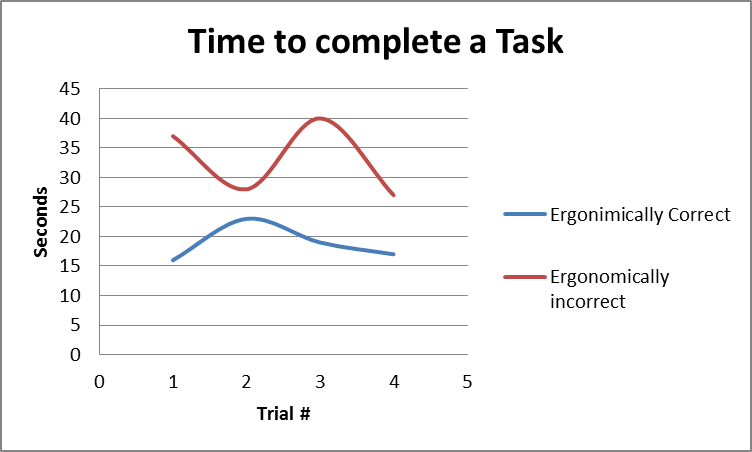 Time to complete a Task
45
40
35
30
25
20
15
10
5
0
Seconds
0 1 2 3 4 5
Trial #
Ergonimically Correct
Ergonomically
incorrect